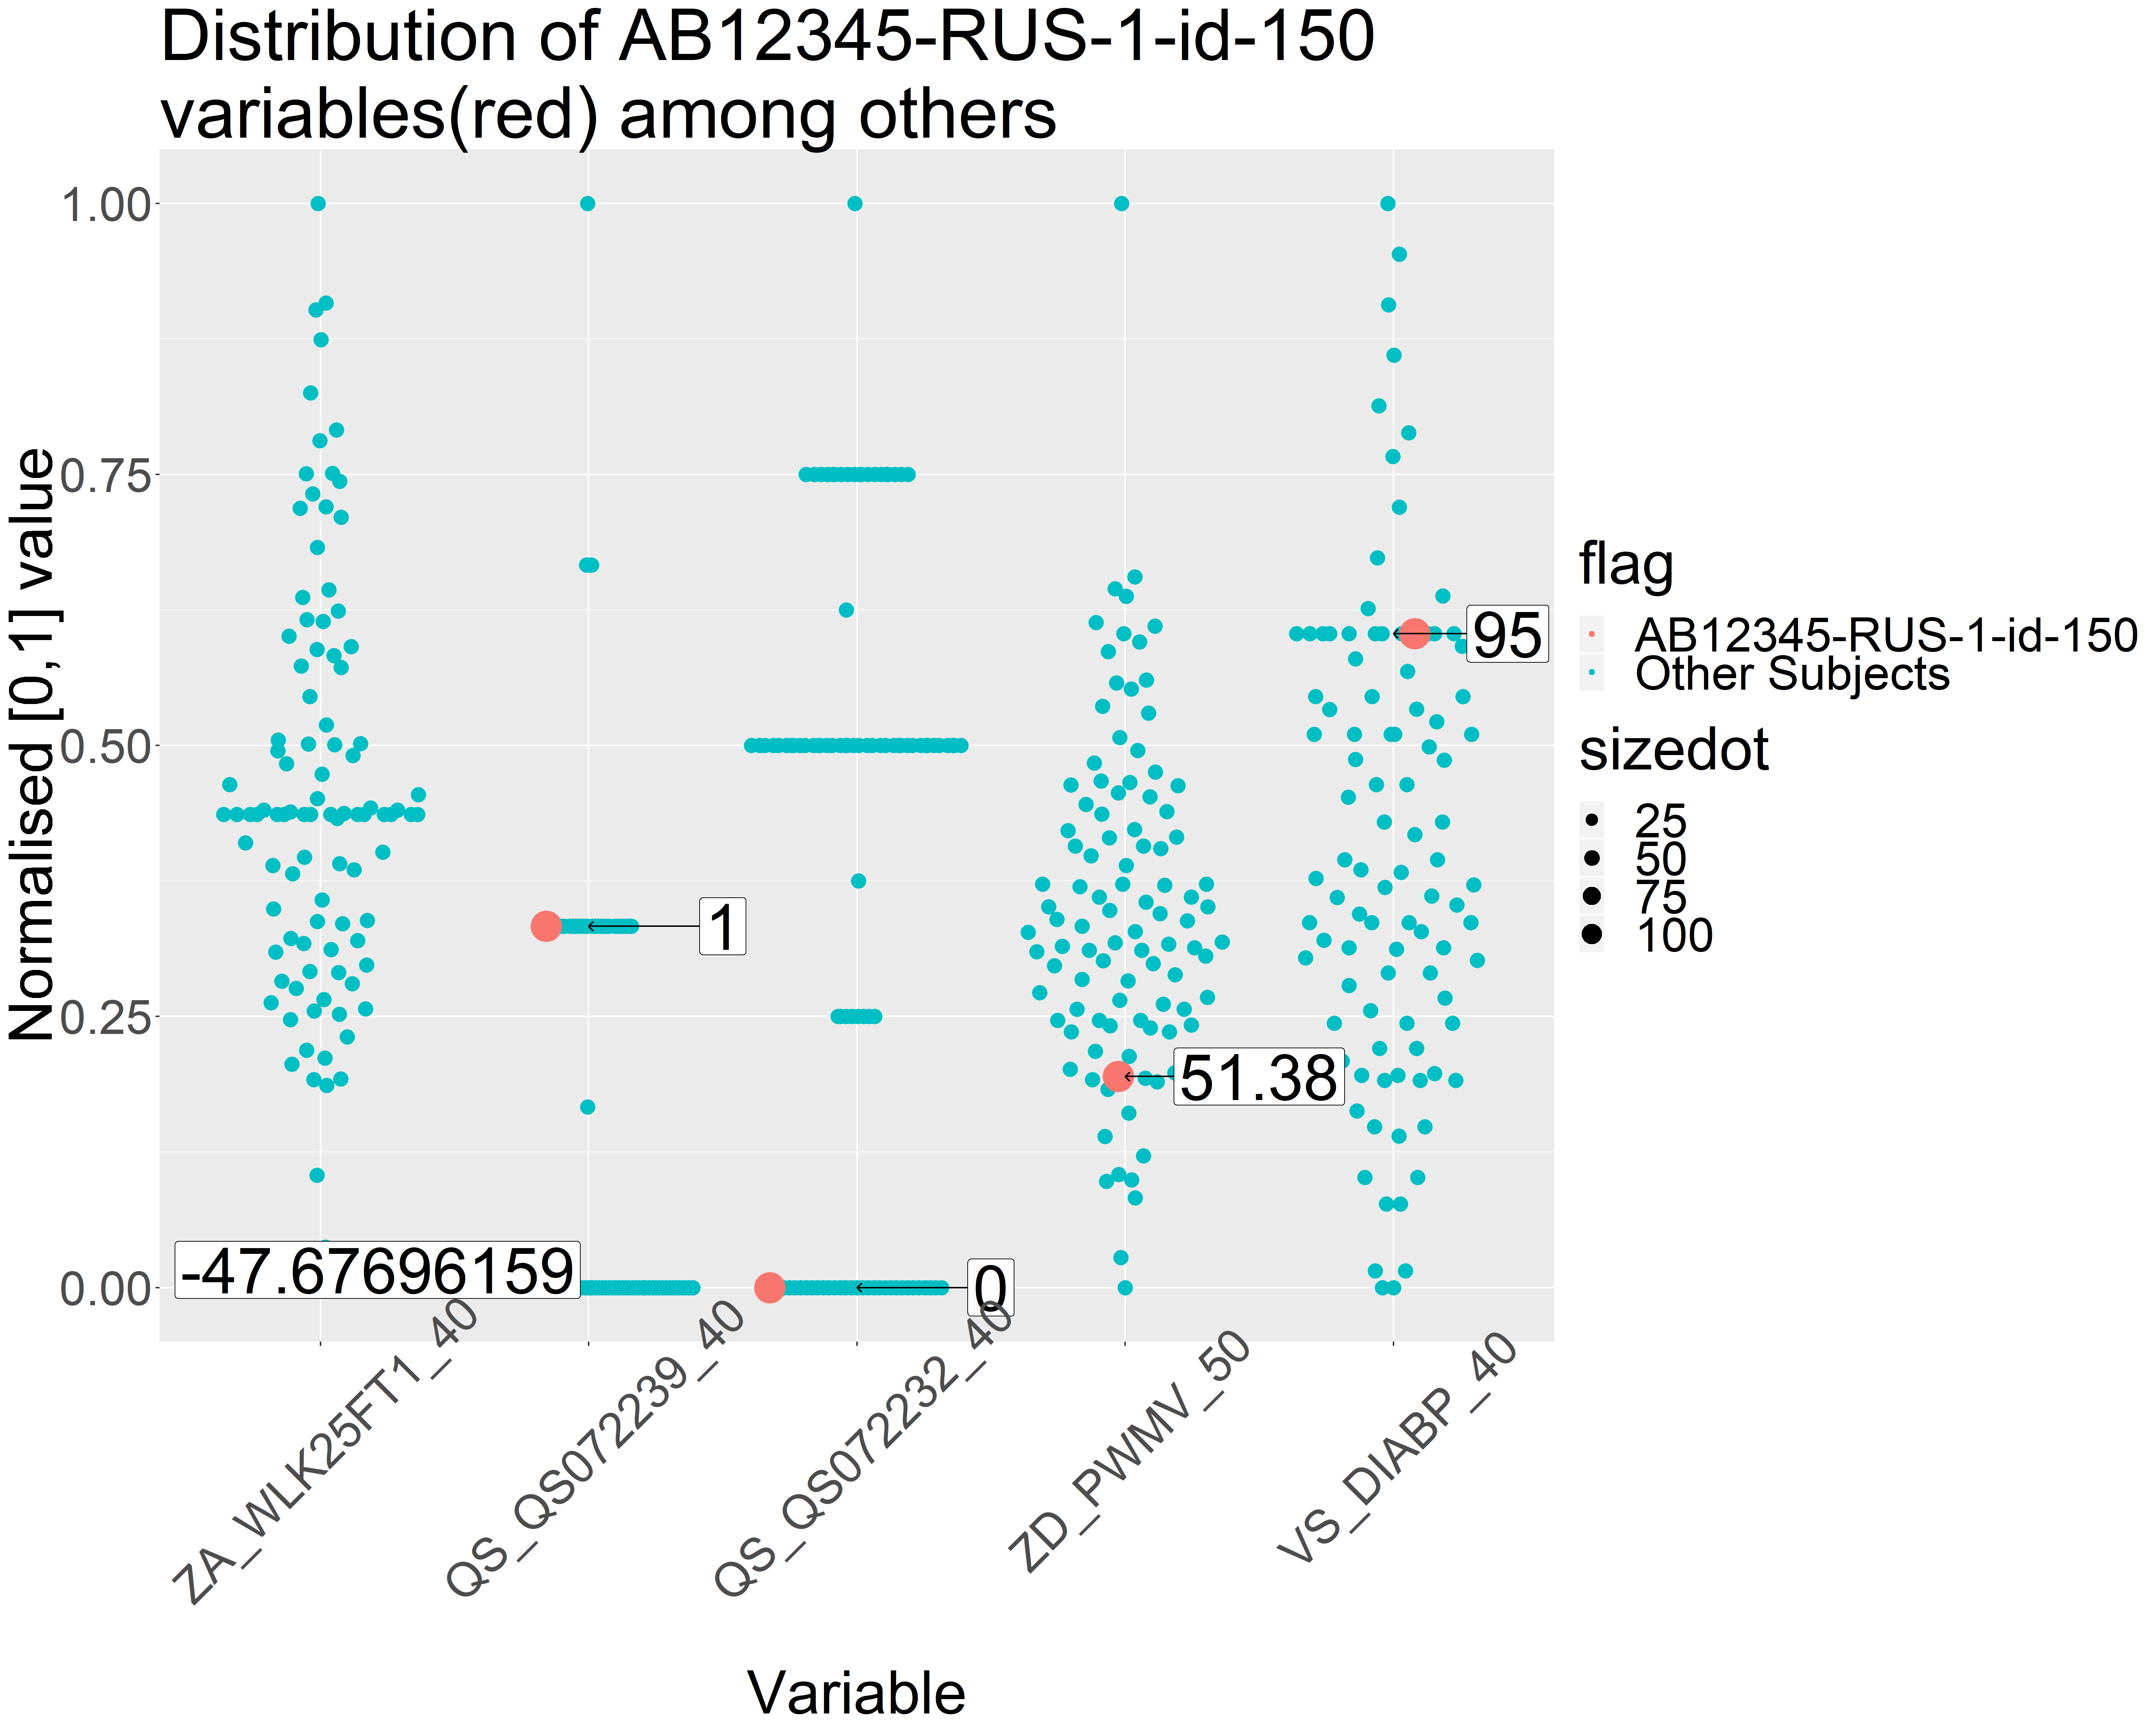 Distribution of AB12345-RUS-1-id-150
variables(red) among others
Normalised [0,1] value
1.00
0.75
0.50
0.25
0.00
95
1
51.38
-47.67696159
0
ZA_WLK25FT1_40
QS_QS072239_40
QS_QS072232_40
ZD_PWMV_50
VS_DIABP_40
Variable
flag
AB12345-RUS-1-id-150
Other Subjects
sizedot
25
50
75
100